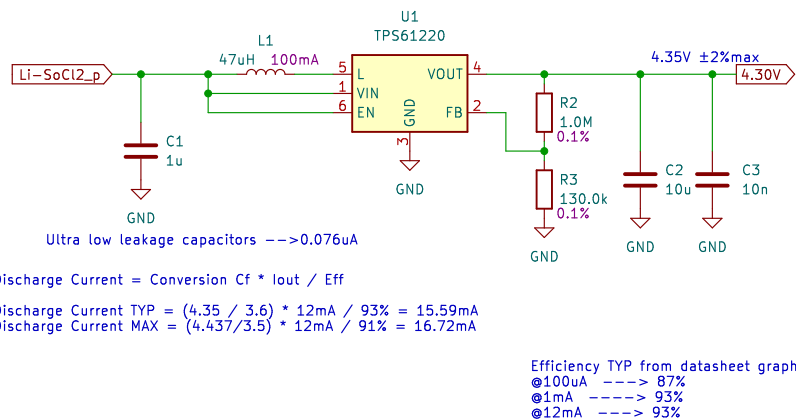 U1
TPS61220
L1
47uH 100mA
4.35V ±2%max
Li-SoCl2_p
5 L VOUT 4
4.30V
1 VIN
6 EN FB 2
GND
3
R2
1.0M
0.1%
C1
1u
GND
R3
130.0k
0.1%
C2
10u
C3
10n
GND
GND
GND
GND
Ultra low leakage capacitors -->0.076uA
ischarge Current = Conversion Cf * Iout / Eff
ischarge Current TYP = (4.35 / 3.6) * 12mA / 93% = 15.59mA
ischarge Current MAX = (4.437/3.5) * 12mA / 91% = 16.72mA
Efficiency TYP from datasheet graph
@100uA ---> 87%
@1mA ----> 93%
@12mA ---> 93%